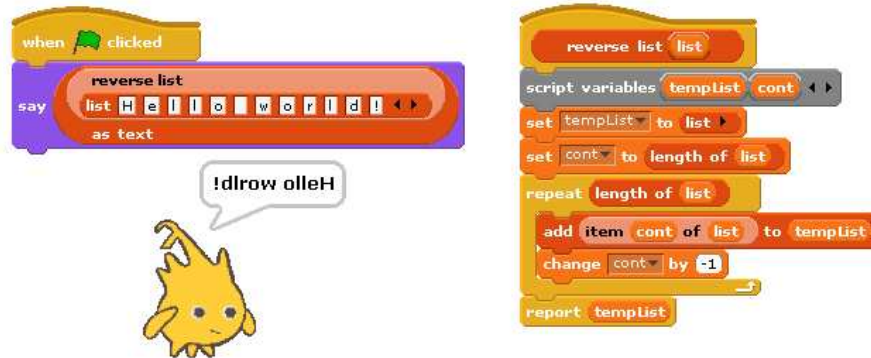 when clicked
say
reverse list
list H e l l o w o r l d !
as text
!dlrow olleH
reverse list list
script variables tempList cont
set tempList to list
set cont to length of list
repeat length of list
add item cont of list to tempList
change cont by -1
report tempList